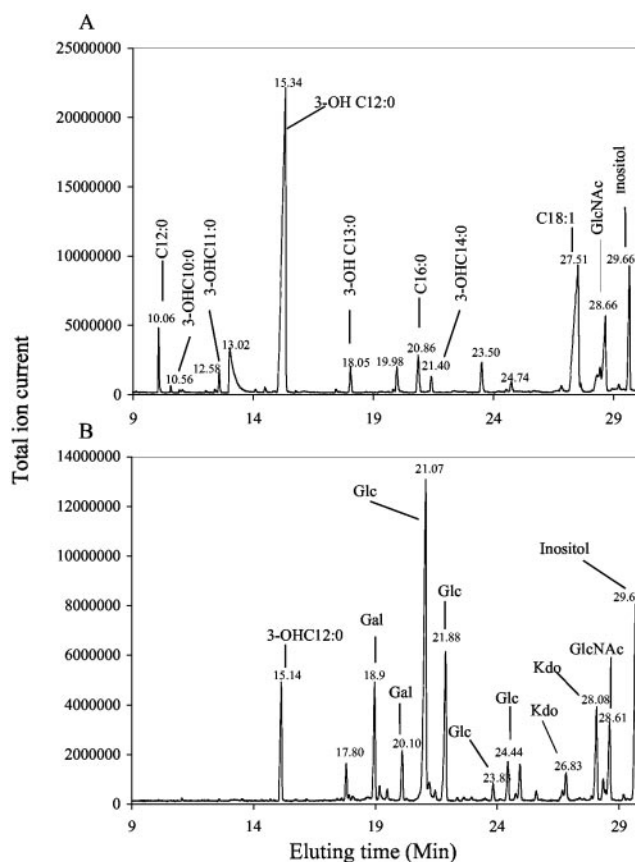 A
Total ion current
25000000
20000000
15000000
10000000
5000000
0
9
14
19
24
29
C12:0
10.06
3-OHC10:0
10.56
3-OHC11:0
12.58
13.02
15.34
3-OH C12:0
3-OH C13:0
18.05
19.98
C16:0
20.86
3-OHC14:0
21.40
23.50
24.74
C18:1
27.51
GlcNAc
28.66
inositol
29.66
B
14000000
12000000
10000000
8000000
6000000
4000000
2000000
0
9
14
19
24
29
3-OHC12:0
15.14
17.80
Gal
18.9
Gal
20.10
Glc
21.07
Glc
21.88
Glc
Glc
24.44
Kdo
26.83
Kdo
28.08
GlcNAc
28.61
Inositol
29.6
Eluting time (Min)